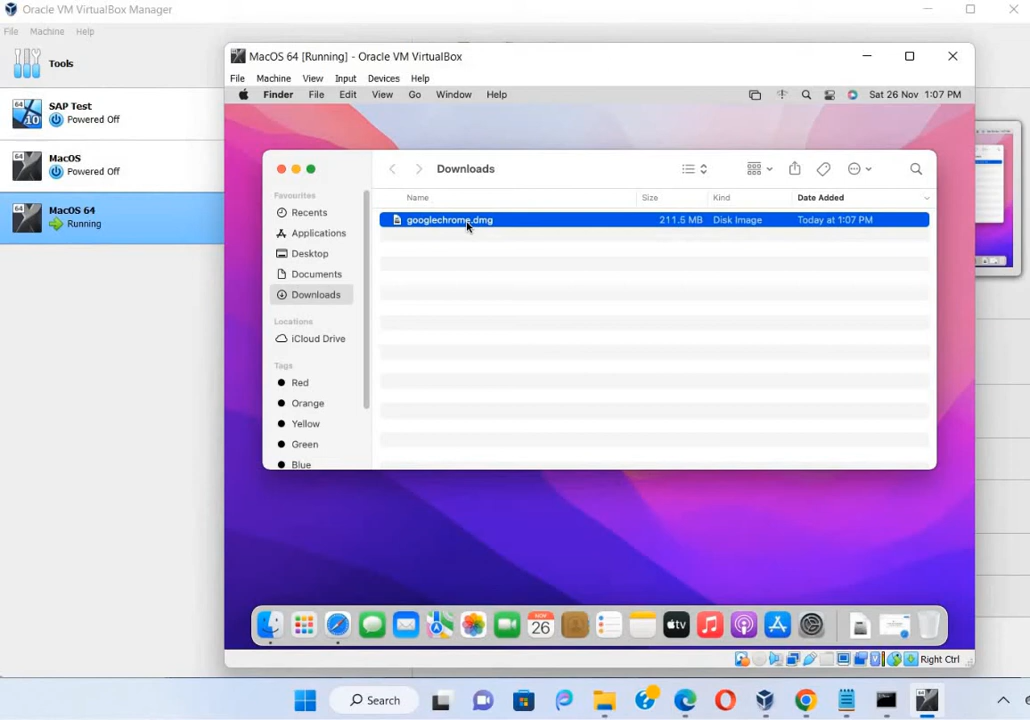 Oracle VM VirtualBox Manager
File Machine Help
Tools
SAP Test
Powered Off
MacOS
Powered Off
MacOS 64
Running
MacOS 64 [Running] - Oracle VM VirtualBox
File Machine View Input Devices Help
Finder File Edit View Go Window Help Sat 26 Nov 1:07 PM
Downloads
Favourites
Recents
Applications
Desktop
Documents
Downloads
Locations
iCloud Drive
Tags
Red
Orange
Yellow
Green
Blue
Name Size Kind Date Added
googlechrome.dmg 211.5 MB Disk Image Today at 1:07 PM
NOV
26
tv
Right Ctrl
Search